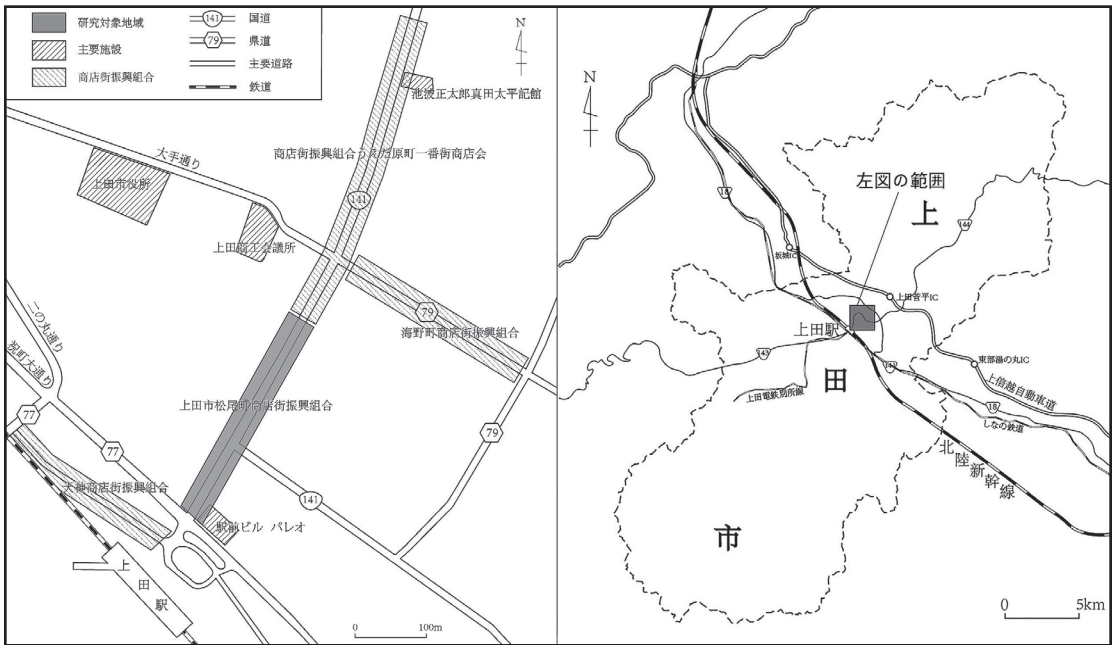 研究対象地域
主要施設
商店街振興組合
141 国道
79 県道
主要道路
鉄道
N
池波正太郎真田太平記館
商店街振興組合うえだ原町一番街商店会
大手通り
上田市役所
141
上田商工会議所
79
海野町商店街振興組合
二の丸通り
祝町大通り
上田市松尾町商店街振興組合
77
77
79
天神商店街振興組合
141
駅前ビル パレオ
上田駅
0 100m
N
左図の範囲
18
上
144
坂城IC
上田菅平IC
上田駅
143
東部湯の丸IC
141
田
上信越自動車道
上田電鉄別所線
18
しなの鉄道
北陸新幹線
市
0 5km